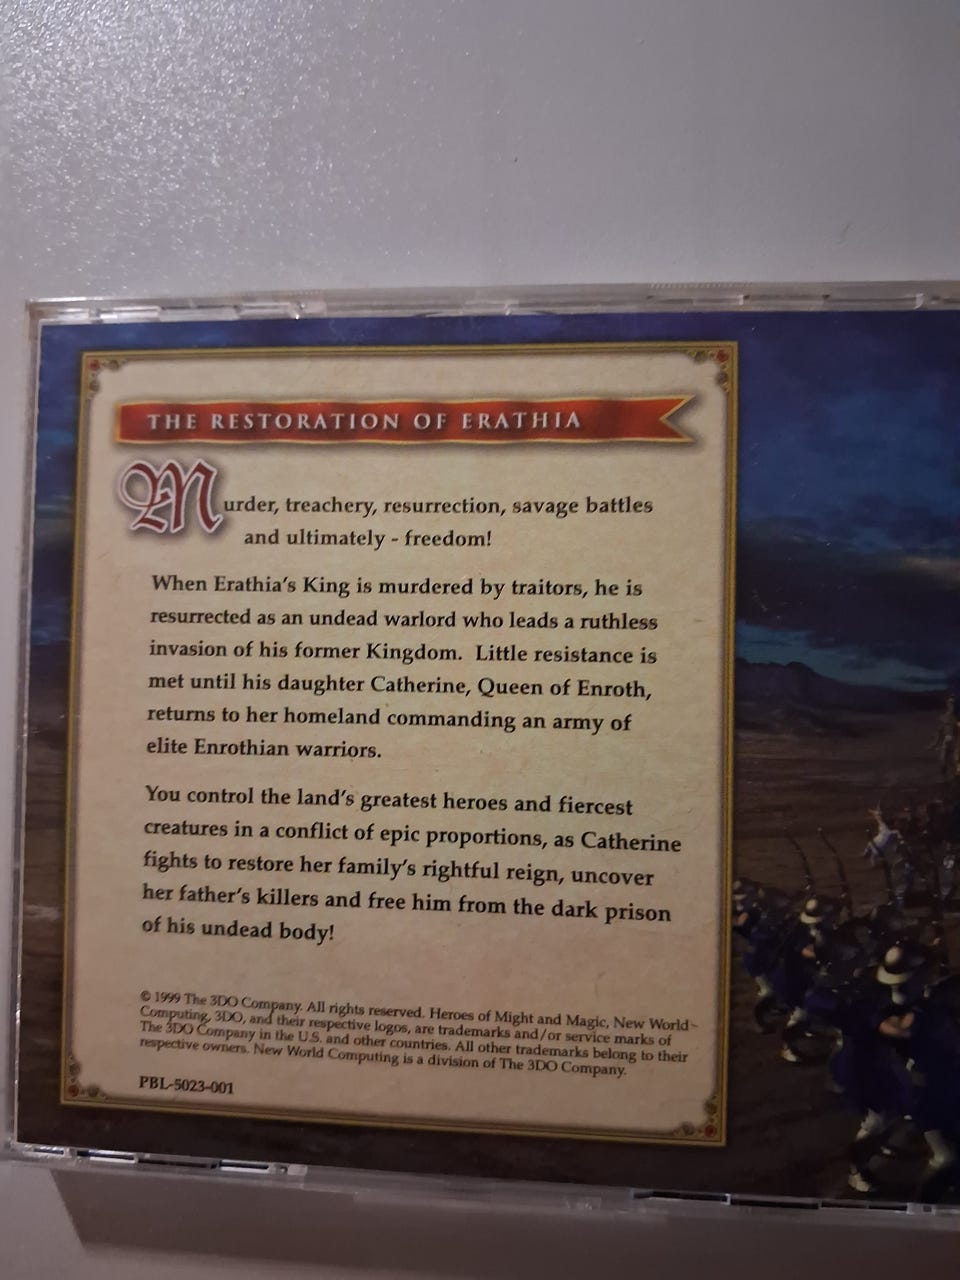 THE RESTORATION OF ERATHIA
Murder, treachery, resurrection, savage battles
and ultimately - freedom!
When Erathia's King is murdered by traitors, he is
resurrected as an undead warlord who leads a ruthless
invasion of his former Kingdom. Little resistance is
met until his daughter Catherine, Queen of Enroth,
returns to her homeland commanding an army of
elite Enrothian warriors.
You control the land's greatest heroes and fiercest
creatures in a conflict of epic proportions, as Catherine
fights to restore her family's rightful reign, uncover
her father's killers and free him from the dark prison
of his undead body!
© 1999 The 3DO Company. All rights reserved. Heroes of Might and Magic, New World
Computing, 3DO, and their respective logos, are trademarks and/or service marks of
The 3DO Company in the U.S. and other countries. All other trademarks belong to their
respective owners. New World Computing is a division of The 3DO Company.
PBL-5023-001